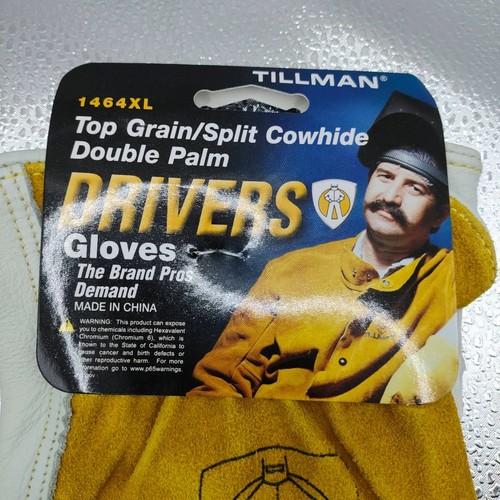 TILLMAN®
1464XL
Top Grain/Split Cowhide
Double Palm
DRIVERS
Gloves
The Brand Pros
Demand
MADE IN CHINA
WARNING: This product can expose
you to chemicals including Hexavalent
Chromium (Chromium 6), which is
known to the State of California to
cause cancer and birth defects or
other reproductive harm. For more
information go to www.p65warnings.